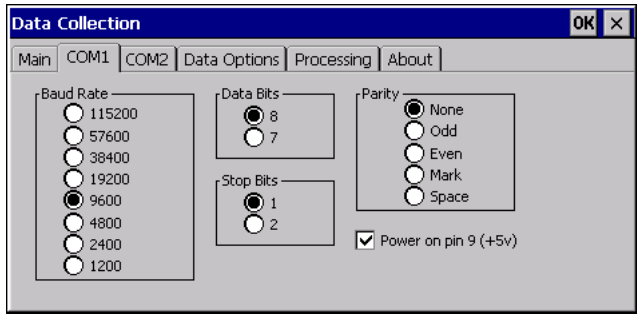 Data Collection OK ×
Main COM1 COM2 Data Options Processing About
Baud Rate
115200
57600
38400
19200
9600
4800
2400
1200
Data Bits
8
7
Stop Bits
1
2
Parity
None
Odd
Even
Mark
Space
Power on pin 9 (+5v)